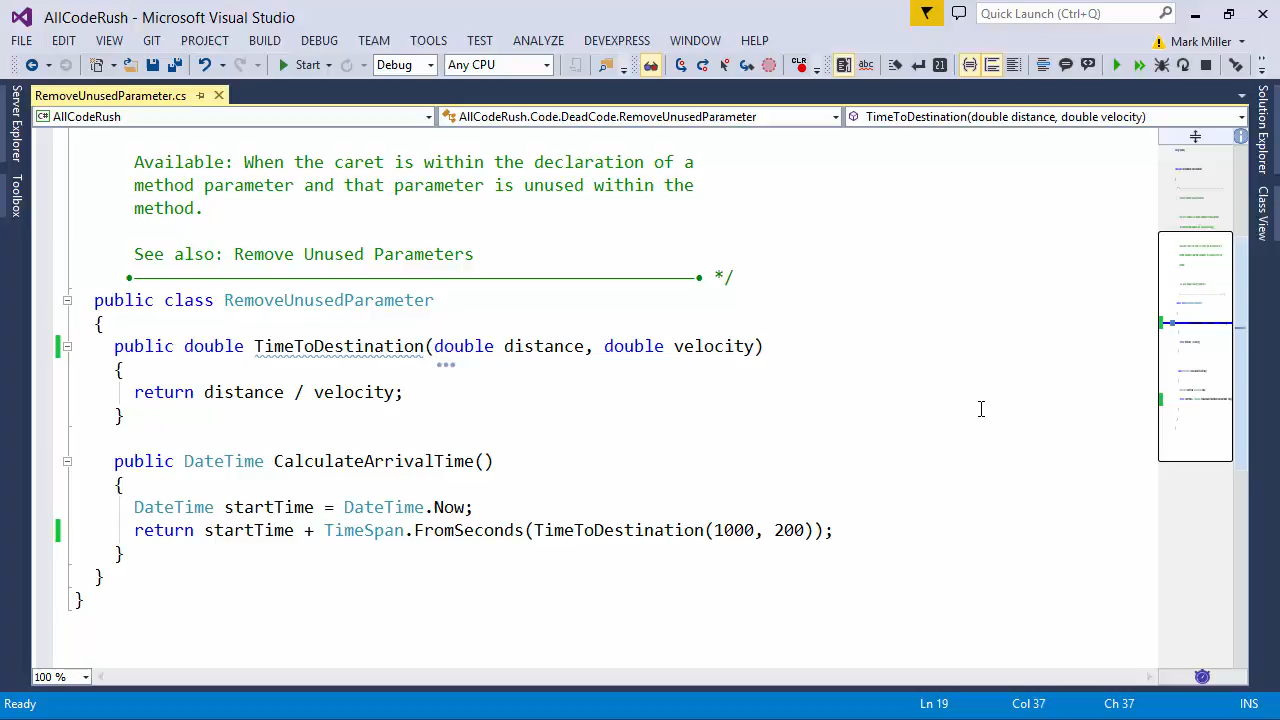 AllCodeRush - Microsoft Visual Studio
Quick Launch (Ctrl+Q)
FILE EDIT VIEW GIT PROJECT BUILD DEBUG TEAM TOOLS TEST ANALYZE DEVEXPRESS WINDOW HELP
Mark Miller
Start Debug Any CPU CLR abc
RemoveUnusedParameter.cs
AllCodeRush AllCodeRush.Code.DeadCode.RemoveUnusedParameter TimeToDestination(double distance, double velocity)
Server Explorer
Toolbox
Solution Explorer
Class View
Available: When the caret is within the declaration of a
method parameter and that parameter is unused within the
method.
See also: Remove Unused Parameters
*/
public class RemoveUnusedParameter
{
public double TimeToDestination(double distance, double velocity)
{
return distance / velocity;
}
public DateTime CalculateArrivalTime()
{
DateTime startTime = DateTime.Now;
return startTime + TimeSpan.FromSeconds(TimeToDestination(1000, 200));
}
}
}
100 %
Ready Ln 19 Col 37 Ch 37 INS